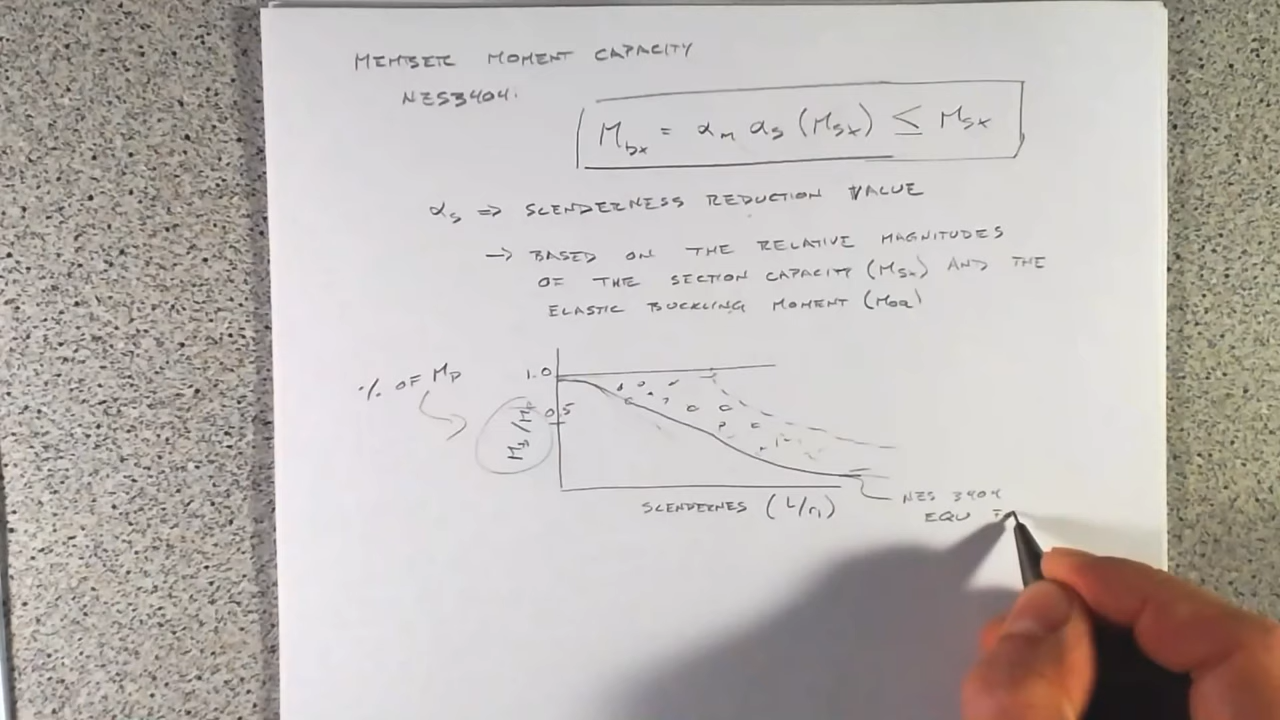 MEMBER MOMENT CAPACITY
NZS3404.
Mbx = αm αs (Msx) ≤ Msx
αs ⇒ SLENDERNESS REDUCTION VALUE
→ BASED ON THE RELATIVE MAGNITUDES
OF THE SECTION CAPACITY (Msx) AND THE
ELASTIC BUCKLING MOMENT (Moa)
% OF Mp
1.0
0.5
SLENDERNES (L/r)
NZS 3404
EQU